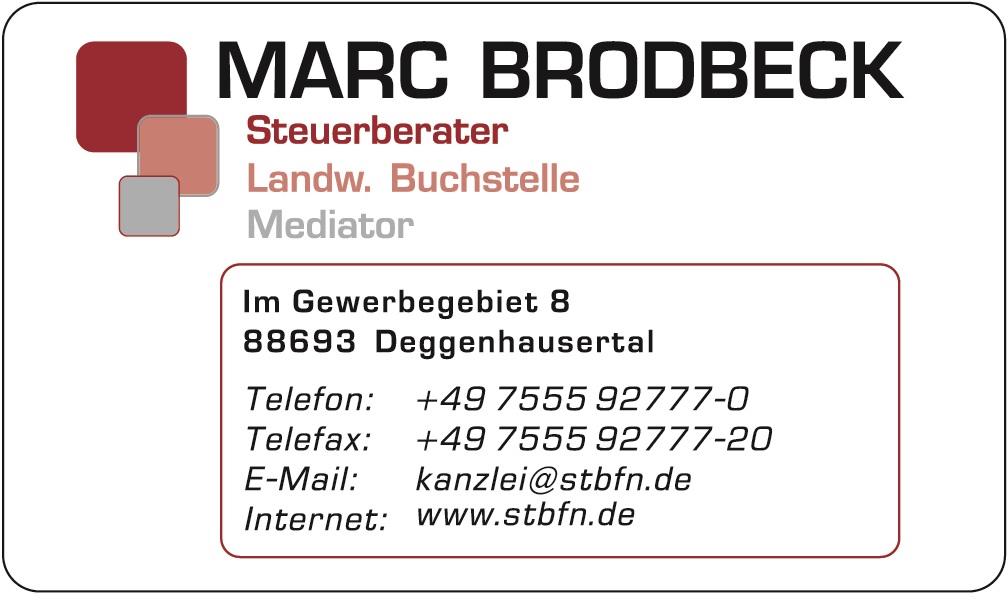 MARC BRODBECK
Steuerberater
Landw. Buchstelle
Mediator
Im Gewerbegebiet 8
88693 Deggenhausertal
Telefon: +49 7555 92777-0
Telefax: +49 7555 92777-20
E-Mail: kanzlei@stbfn.de
Internet: www.stbfn.de